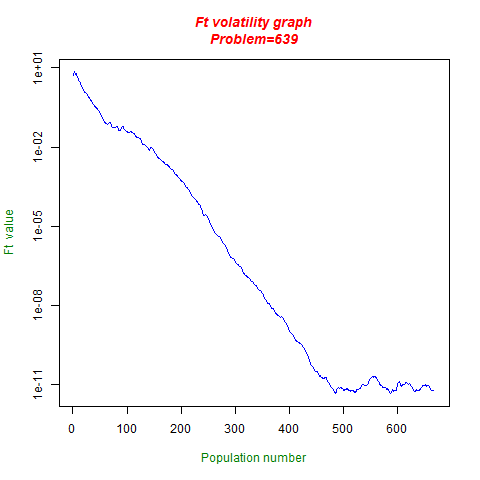 Ft volatility graph
Problem=639
Ft value
1e+01
1e-02
1e-05
1e-08
1e-11
0 100 200 300 400 500 600
Population number